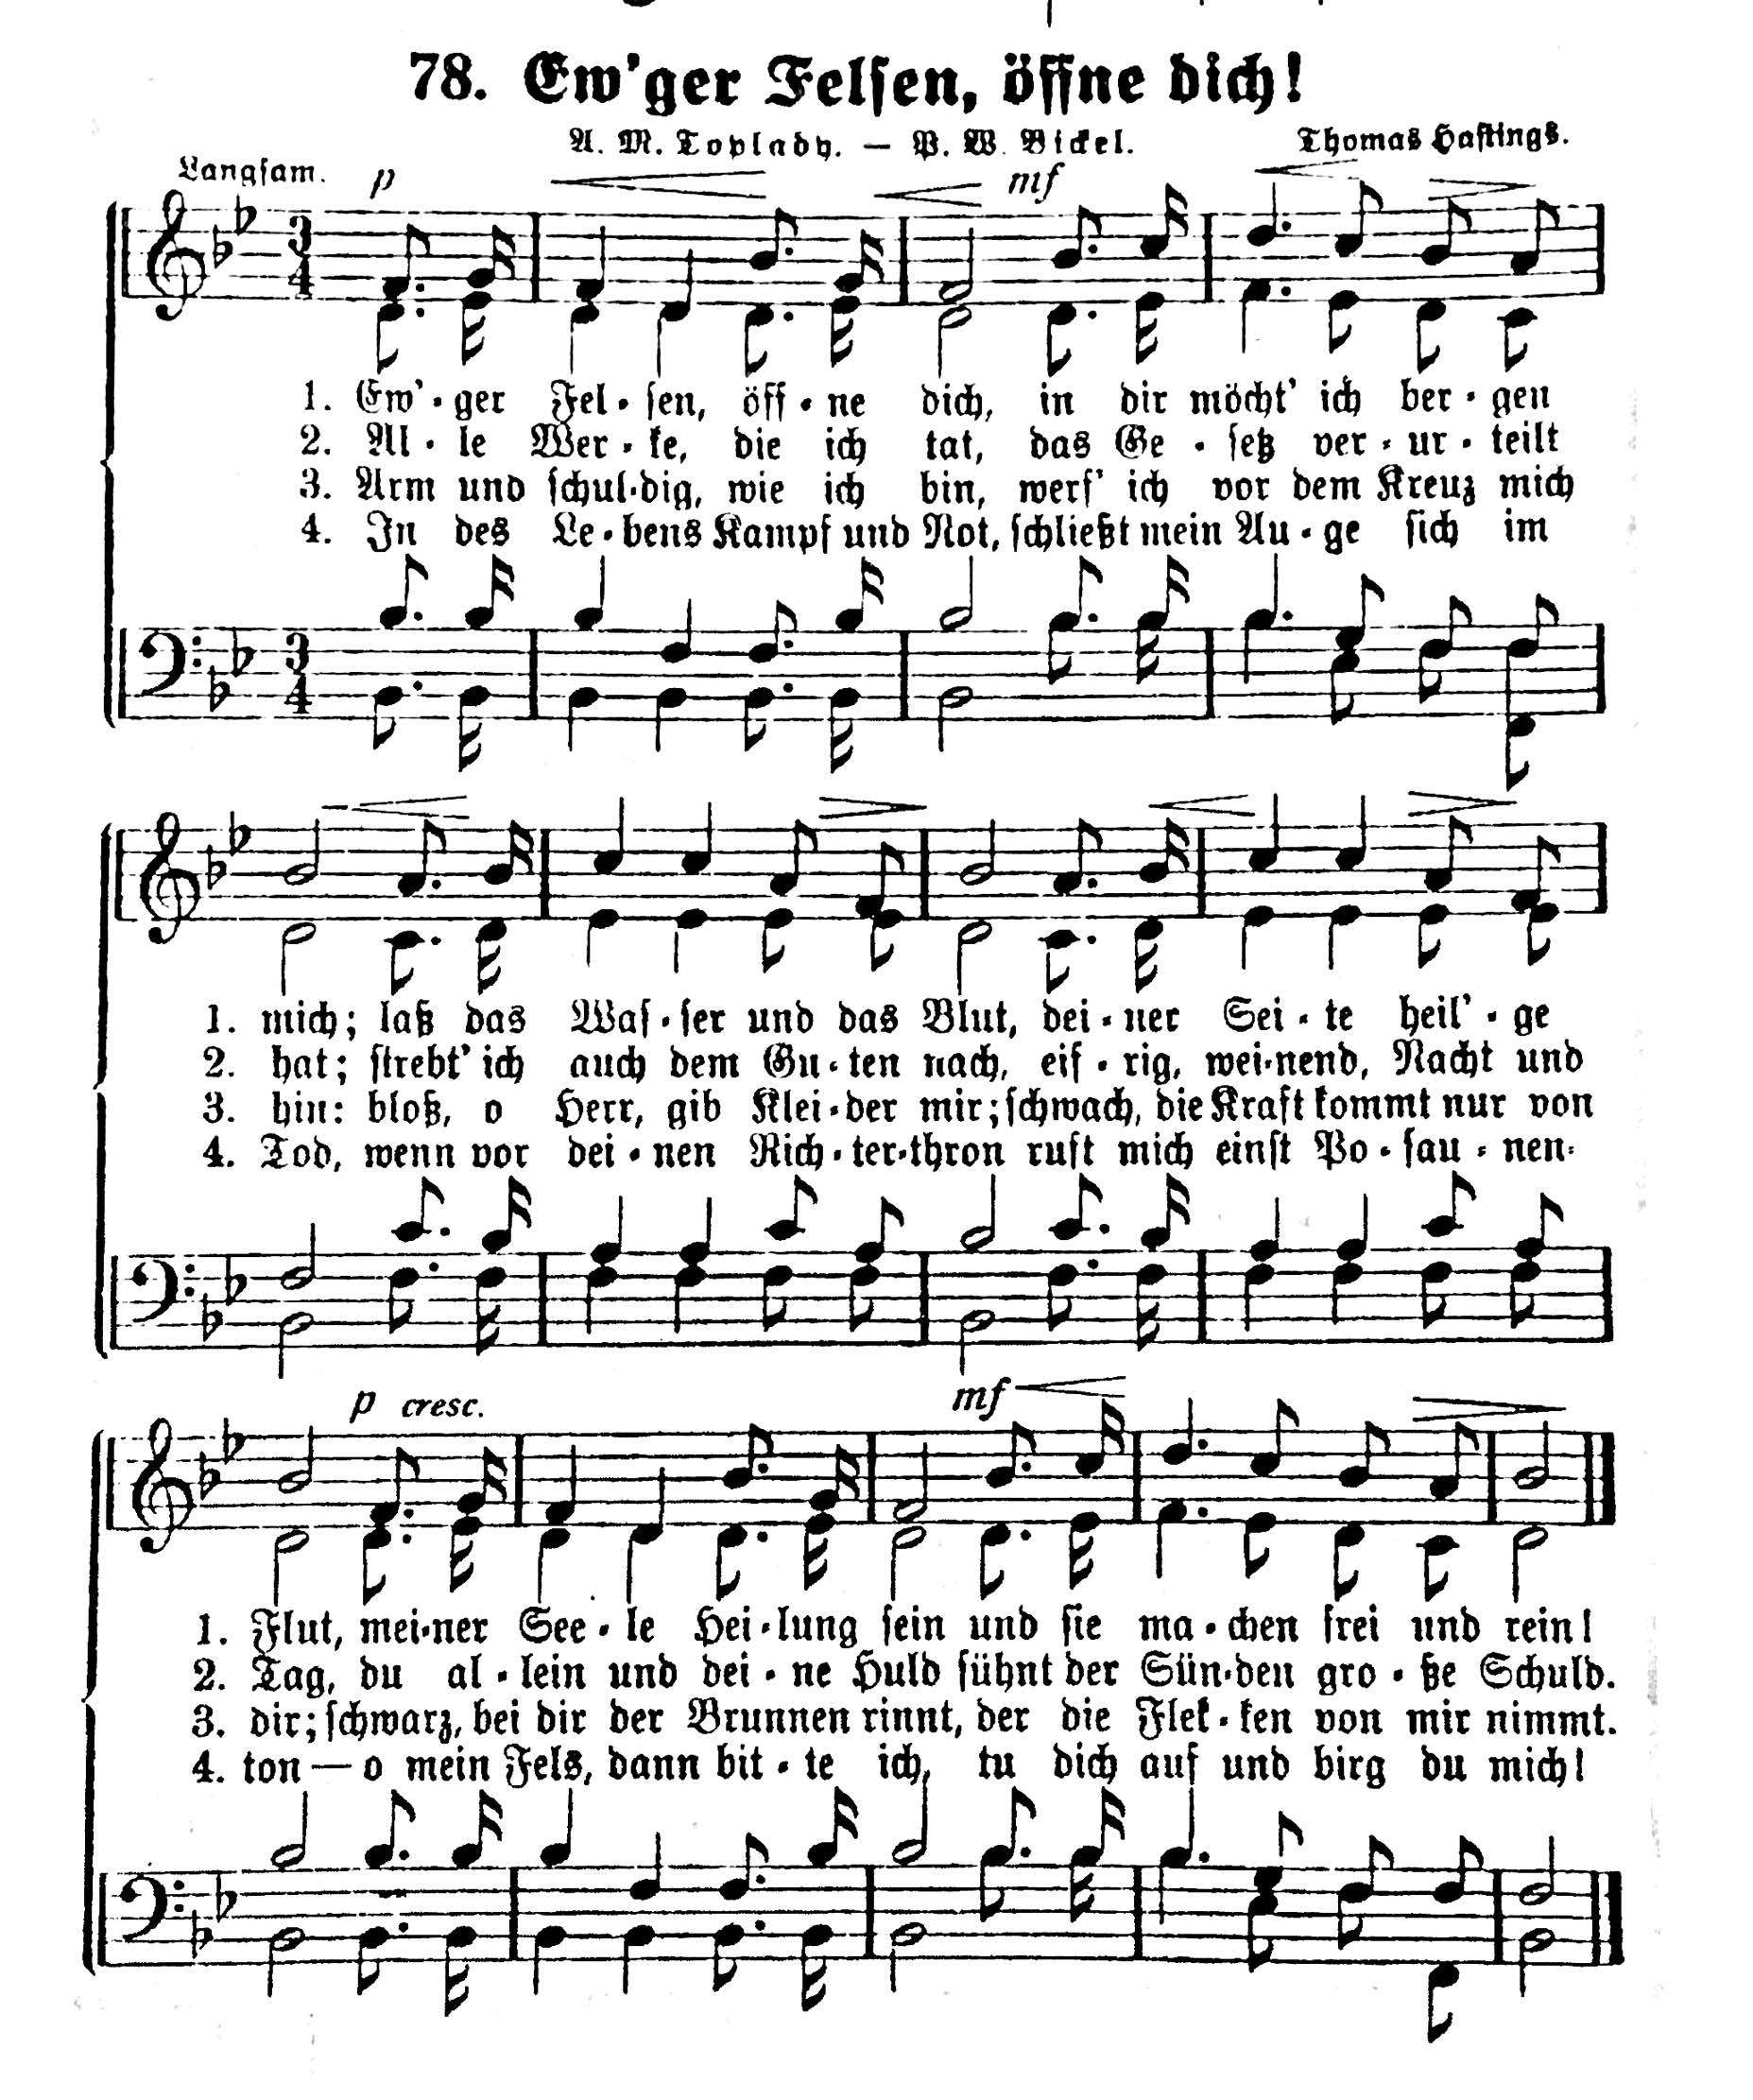 78. Ew'ger Felsen, öffne dich!
A. M. Toplady. — P. W. Bickel.
Thomas Hastings.
Langsam.
p
mf
3 4
1. Ew'·ger Fel·sen, öff·ne dich, in dir möcht' ich ber·gen
2. Al·le Wer·ke, die ich tat, das Ge·setz ver·ur·teilt
3. Arm und schul·dig, wie ich bin, werf' ich vor dem Kreuz mich
4. In des Le·bens Kampf und Not, schließt mein Au·ge sich im
3 4
1. mich; laß das Was·ser und das Blut, dei·ner Sei·te heil'·ge
2. hat; strebt' ich auch dem Gu·ten nach, eif·rig, wei·nend, Nacht und
3. hin: bloß, o Herr, gib Klei·der mir; schwach, die Kraft kommt nur von
4. Tod, wenn vor dei·nen Rich·ter·thron ruft mich einst Po·sau·nen-
p cresc.
mf
1. Flut, mei·ner See·le Hei·lung sein und sie ma·chen frei und rein!
2. Tag, du al·lein und dei·ne Huld sühnt der Sün·den gro·ße Schuld.
3. dir; schwarz, bei dir der Brunnen rinnt, der die Flek·ken von mir nimmt.
4. ton — o mein Fels, dann bit·te ich, tu dich auf und birg du mich!